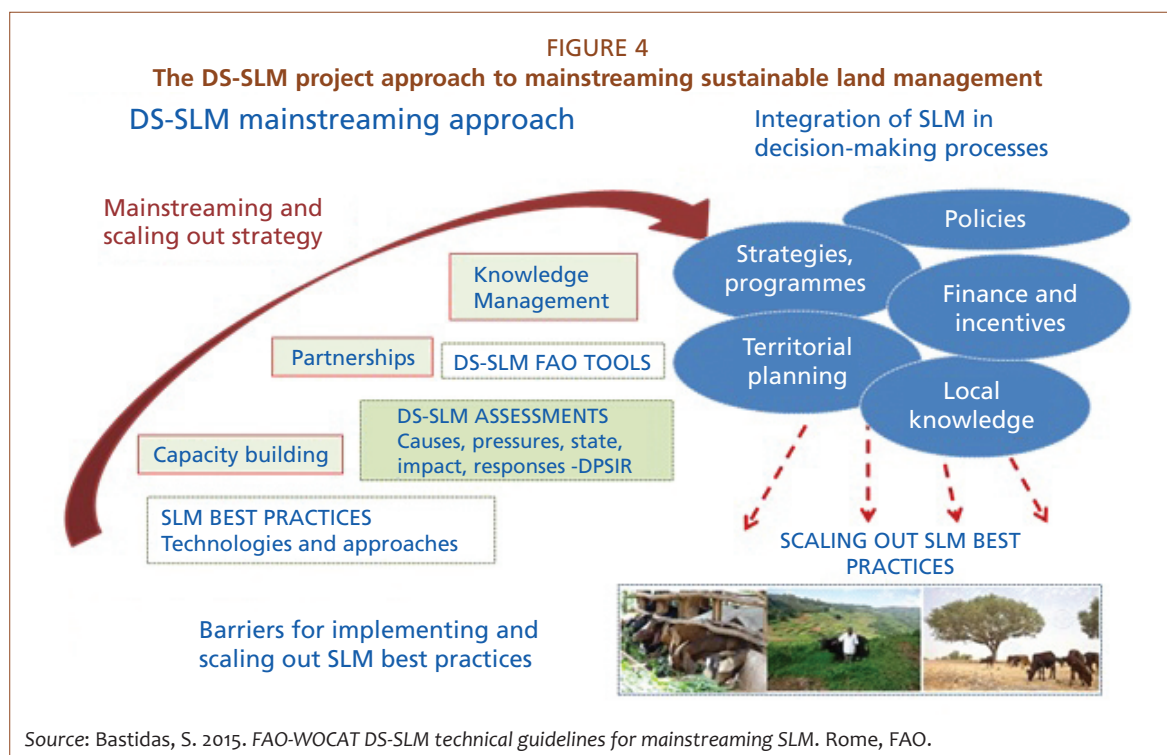 FIGURE 4
The DS-SLM project approach to mainstreaming sustainable land management
DS-SLM mainstreaming approach
Integration of SLM in
decision-making processes
Mainstreaming and
scaling out strategy
Policies
Strategies,
programmes
Knowledge
Management
Finance and
incentives
Partnerships
DS-SLM FAO TOOLS
Territorial
planning
Local
knowledge
DS-SLM ASSESSMENTS
Causes, pressures, state,
impact, responses -DPSIR
Capacity building
SLM BEST PRACTICES
Technologies and approaches
SCALING OUT SLM BEST
PRACTICES
Barriers for implementing and
scaling out SLM best practices
Source: Bastidas, S. 2015. FAO-WOCAT DS-SLM technical guidelines for mainstreaming SLM. Rome, FAO.